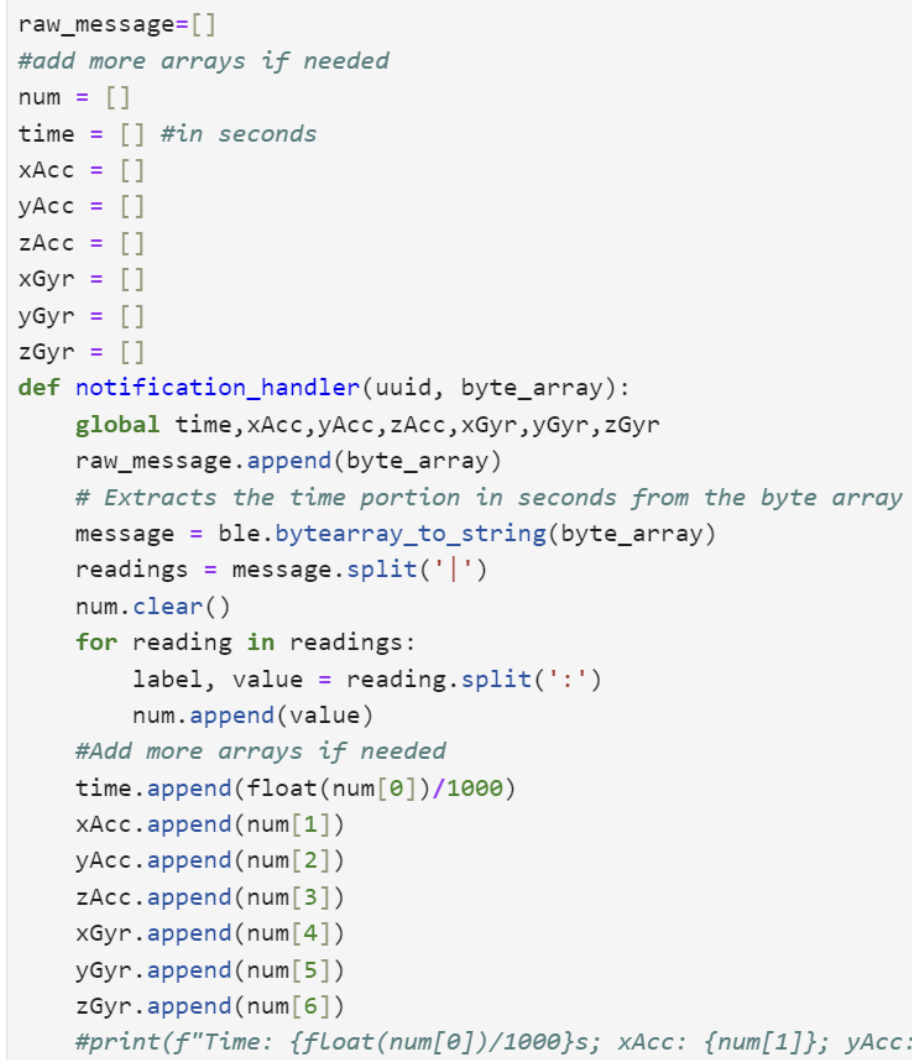 raw_message=[]
#add more arrays if needed
num = []
time = [] #in seconds
xAcc = []
yAcc = []
zAcc = []
xGyr = []
yGyr = []
zGyr = []
def notification_handler(uuid, byte_array):
    global time,xAcc,yAcc,zAcc,xGyr,yGyr,zGyr
    raw_message.append(byte_array)
    # Extracts the time portion in seconds from the byte array
    message = ble.bytearray_to_string(byte_array)
    readings = message.split('|')
    num.clear()
    for reading in readings:
        label, value = reading.split(':')
        num.append(value)
    #Add more arrays if needed
    time.append(float(num[0])/1000)
    xAcc.append(num[1])
    yAcc.append(num[2])
    zAcc.append(num[3])
    xGyr.append(num[4])
    yGyr.append(num[5])
    zGyr.append(num[6])
    #print(f"Time: {float(num[0])/1000}s; xAcc: {num[1]}; yAcc: